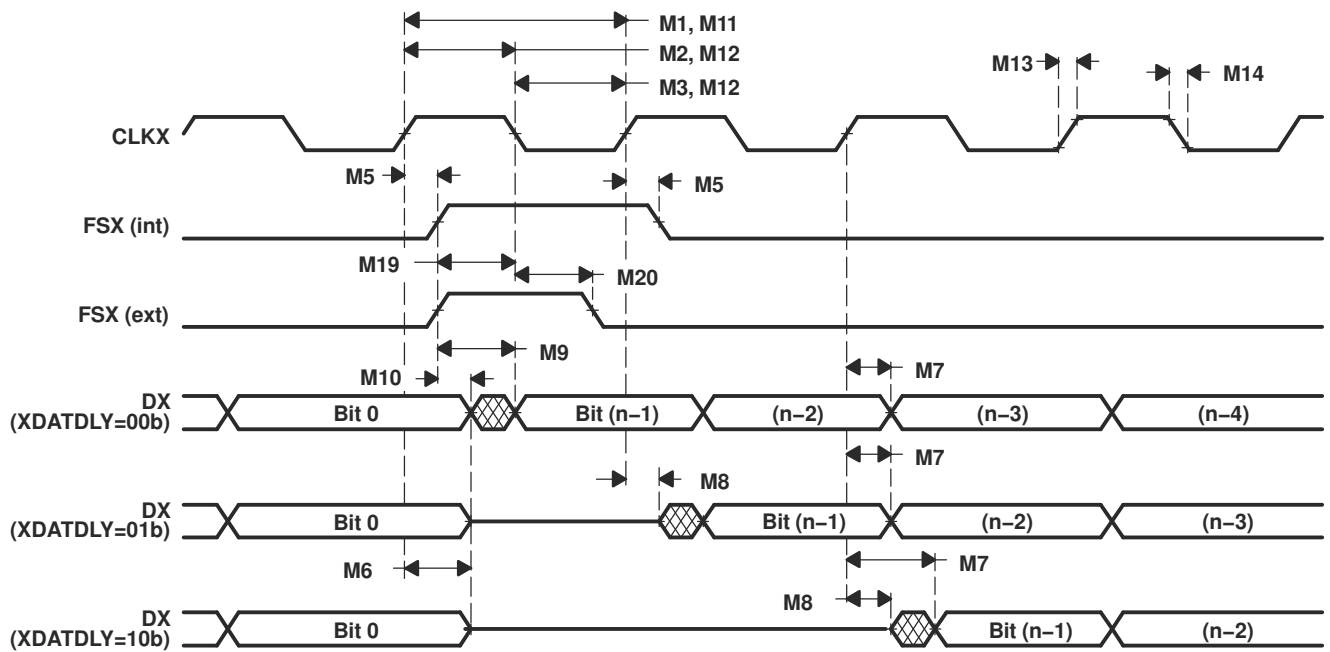 M1, M11
M2, M12
M3, M12
M13
M14
CLKX
M5
M5
FSX (int)
M19
M20
FSX (ext)
M9
M10
M7
DX
(XDATDLY=00b)
Bit 0
Bit (n−1)
(n−2)
(n−3)
(n−4)
M7
M8
DX
(XDATDLY=01b)
Bit 0
Bit (n−1)
(n−2)
(n−3)
M6
M7
M8
DX
(XDATDLY=10b)
Bit 0
Bit (n−1)
(n−2)